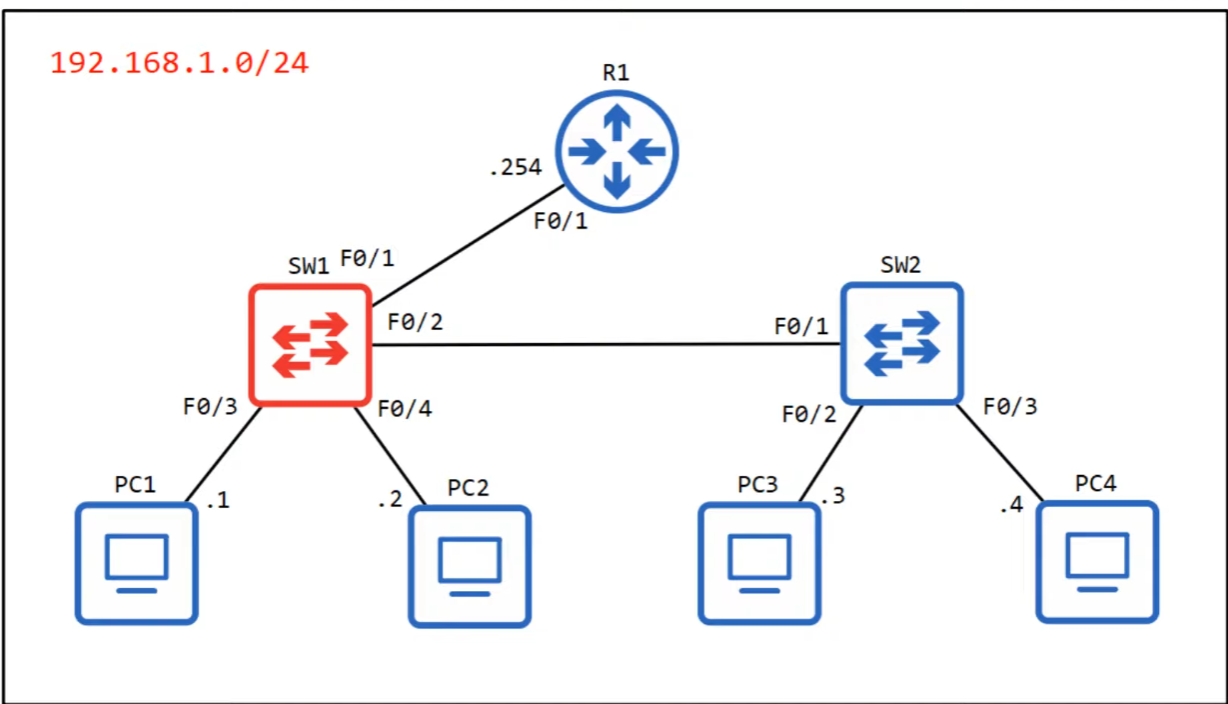 192.168.1.0/24
R1
.254
F0/1
SW1
F0/1
SW2
F0/2
F0/1
F0/3
F0/4
F0/2
F0/3
PC1
.1
.2
PC2
PC3
.3
.4
PC4